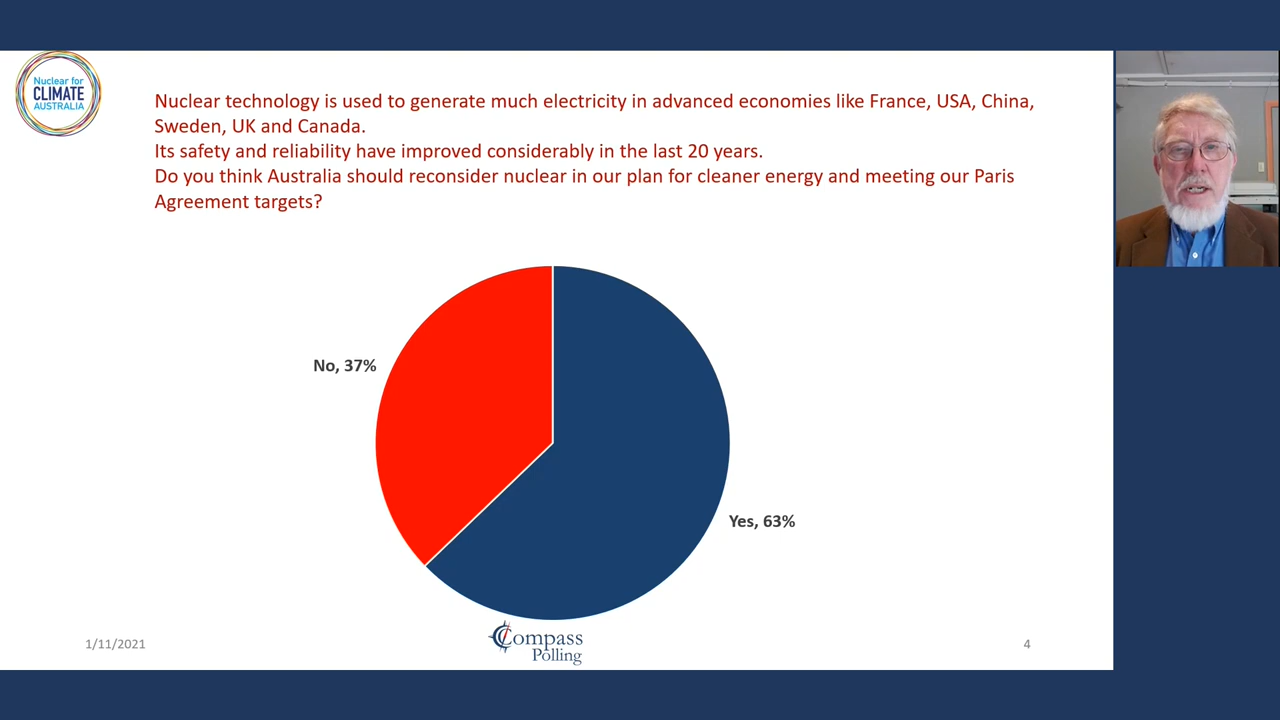 Nuclear for
CLIMATE
AUSTRALIA
Nuclear technology is used to generate much electricity in advanced economies like France, USA, China,
Sweden, UK and Canada.
Its safety and reliability have improved considerably in the last 20 years.
Do you think Australia should reconsider nuclear in our plan for cleaner energy and meeting our Paris
Agreement targets?
No, 37%
Yes, 63%
1/11/2021
Compass
Polling
4